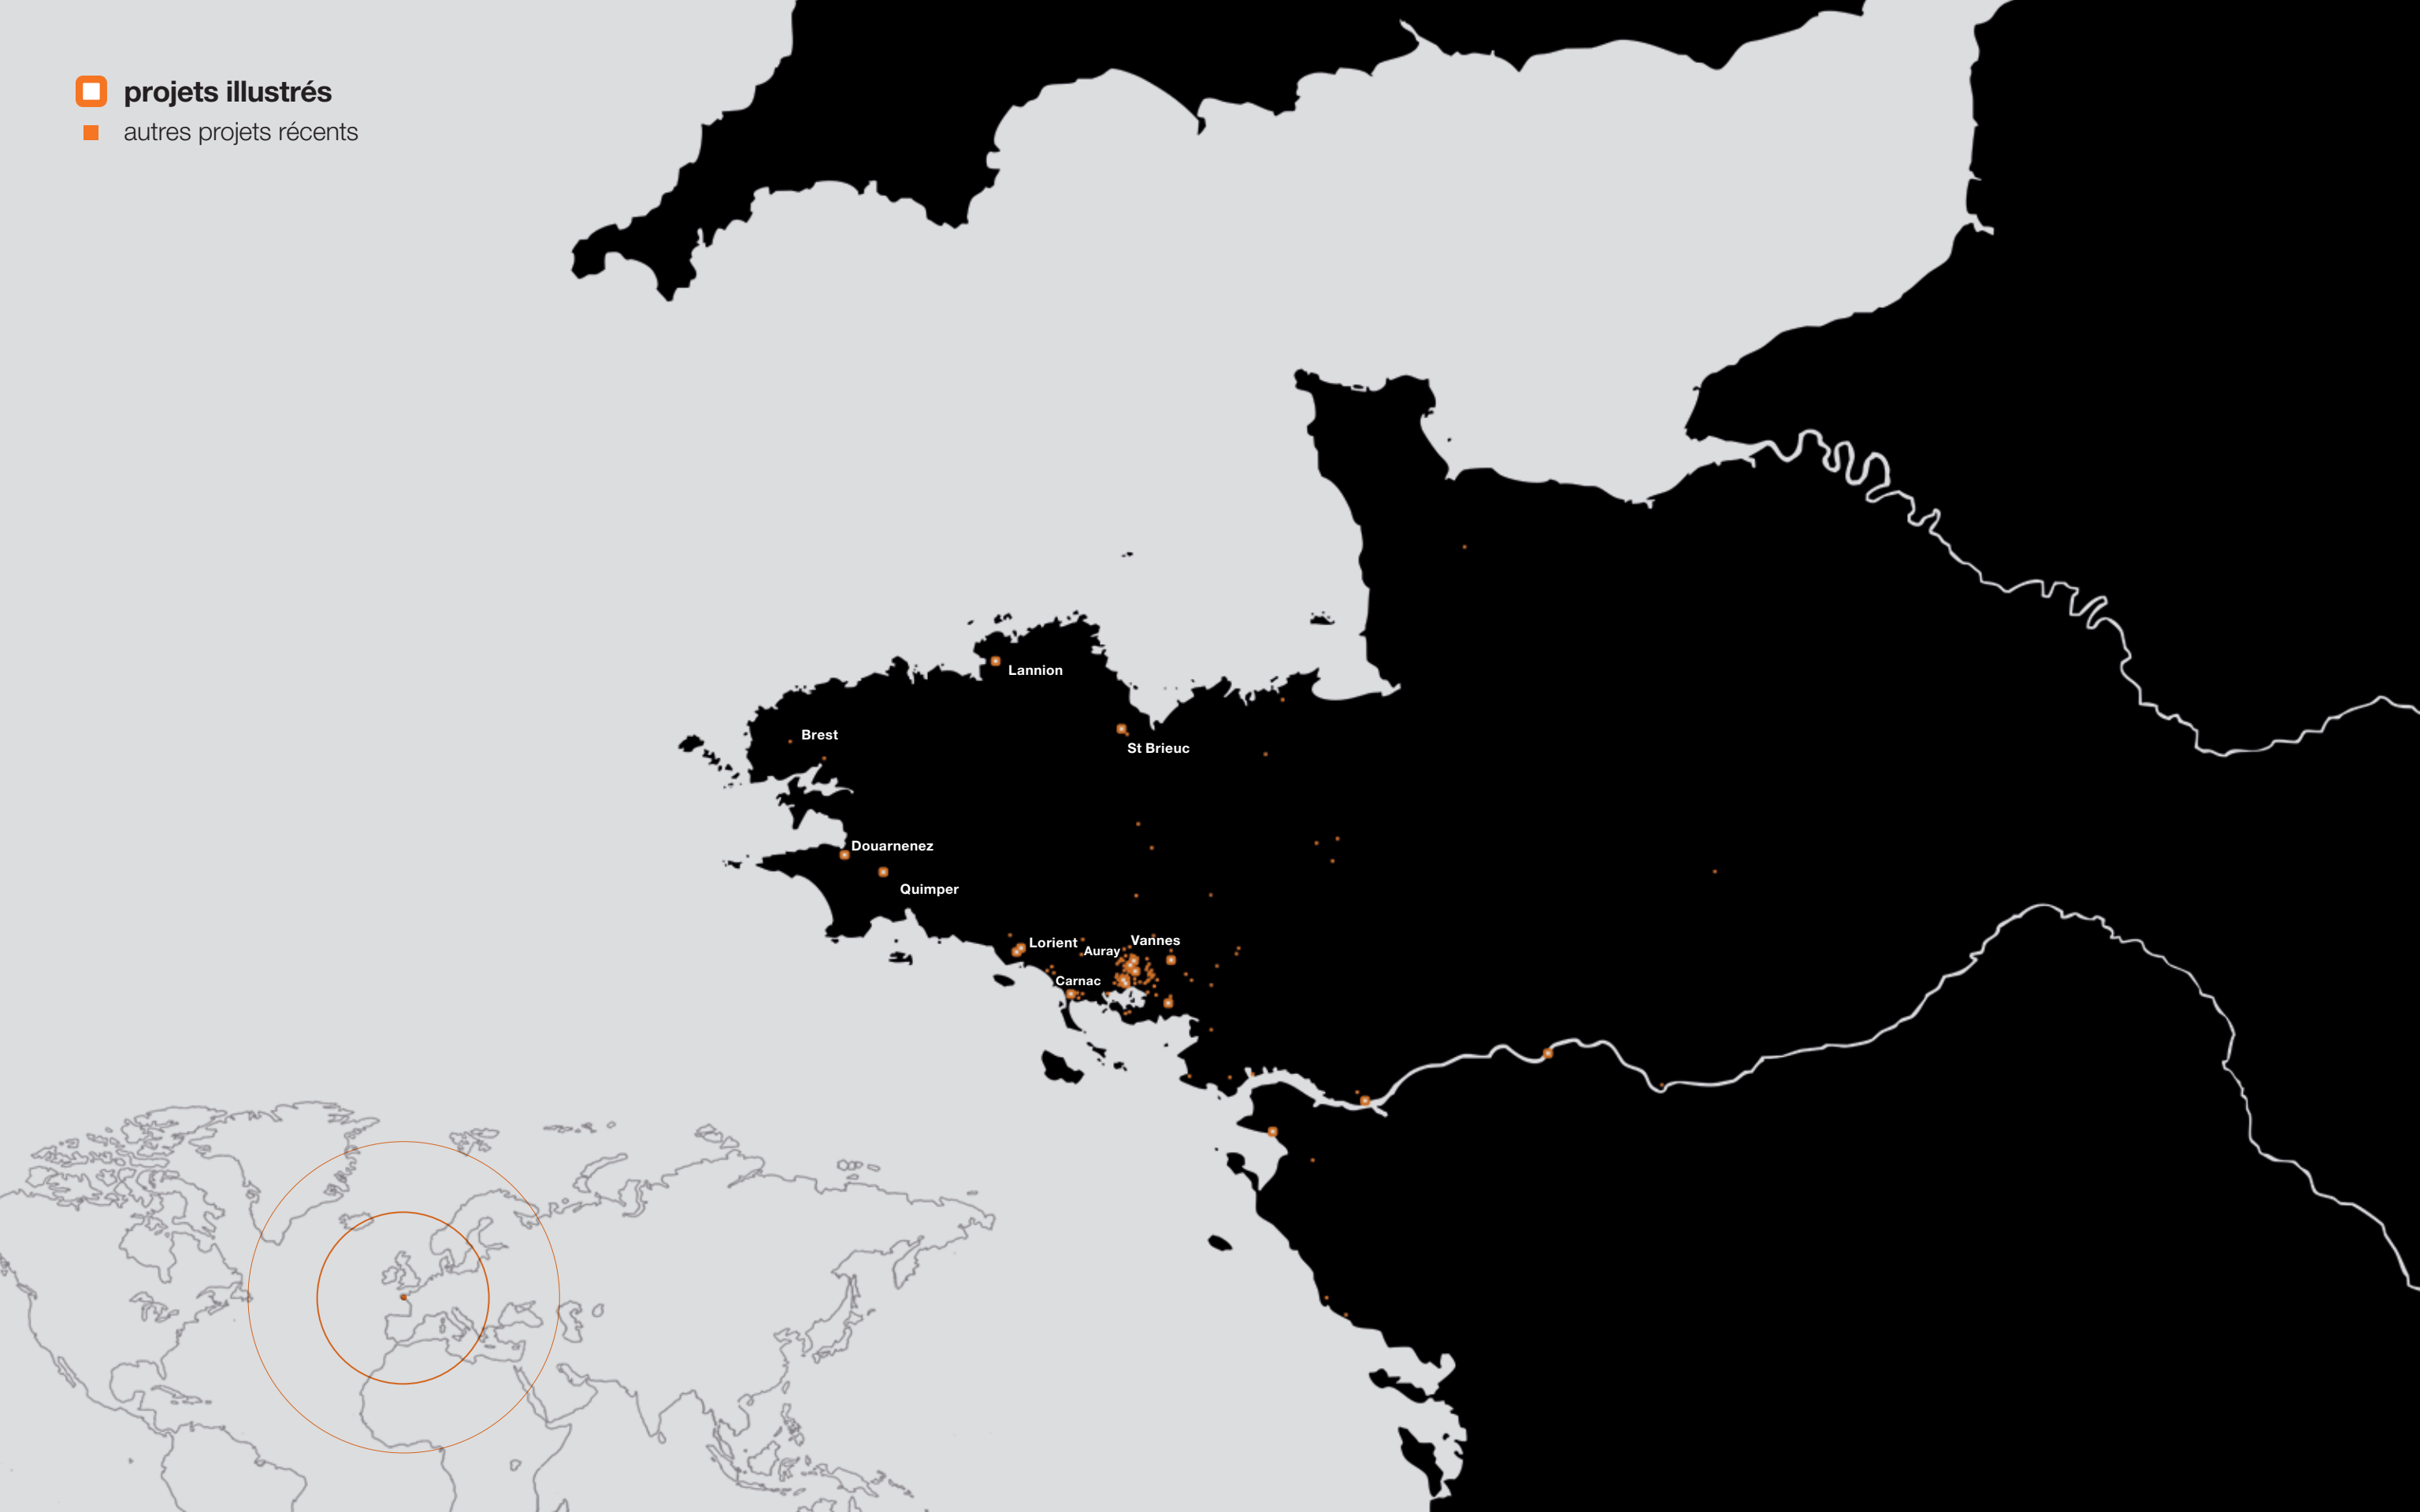 projets illustrés
autres projets récents
Lannion
Brest
St Brieuc
Douarnenez
Quimper
Vannes
Lorient
Auray
Carnac